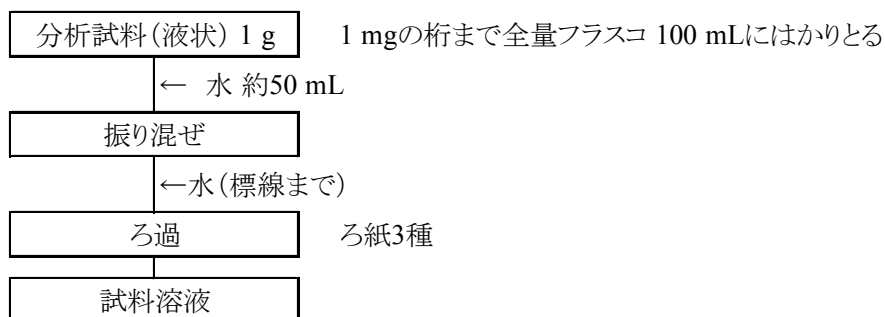 分析試料(液状) 1 g 1 mgの桁まで全量フラスコ 100 mLにはかりとる
← 水 約50 mL
振り混ぜ
←水(標線まで)
ろ過 ろ紙3種
試料溶液